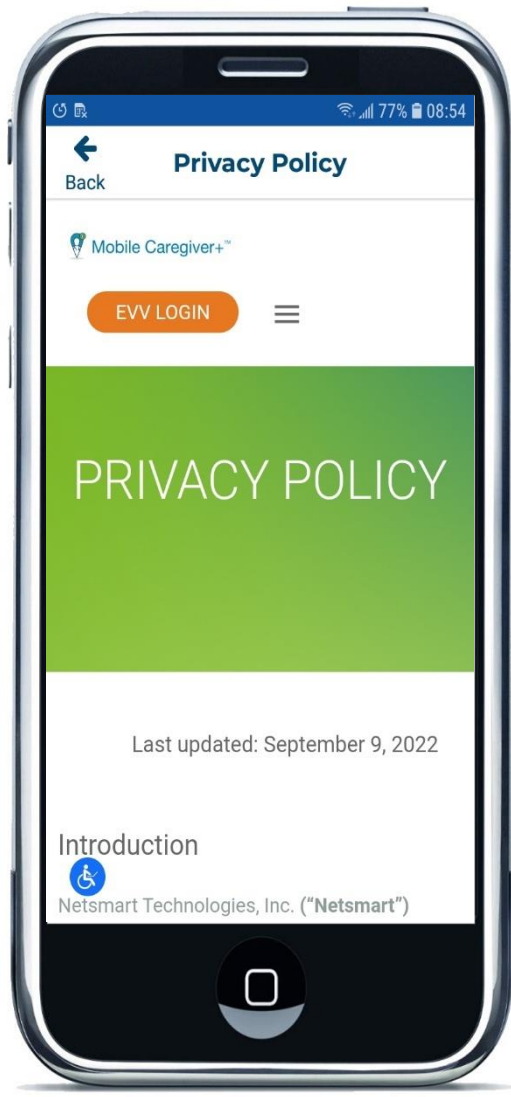 77% 08:54
Back
Privacy Policy
Mobile Caregiver+™
EVV LOGIN
PRIVACY POLICY
Last updated: September 9, 2022
Introduction
Netsmart Technologies, Inc. (“Netsmart”)